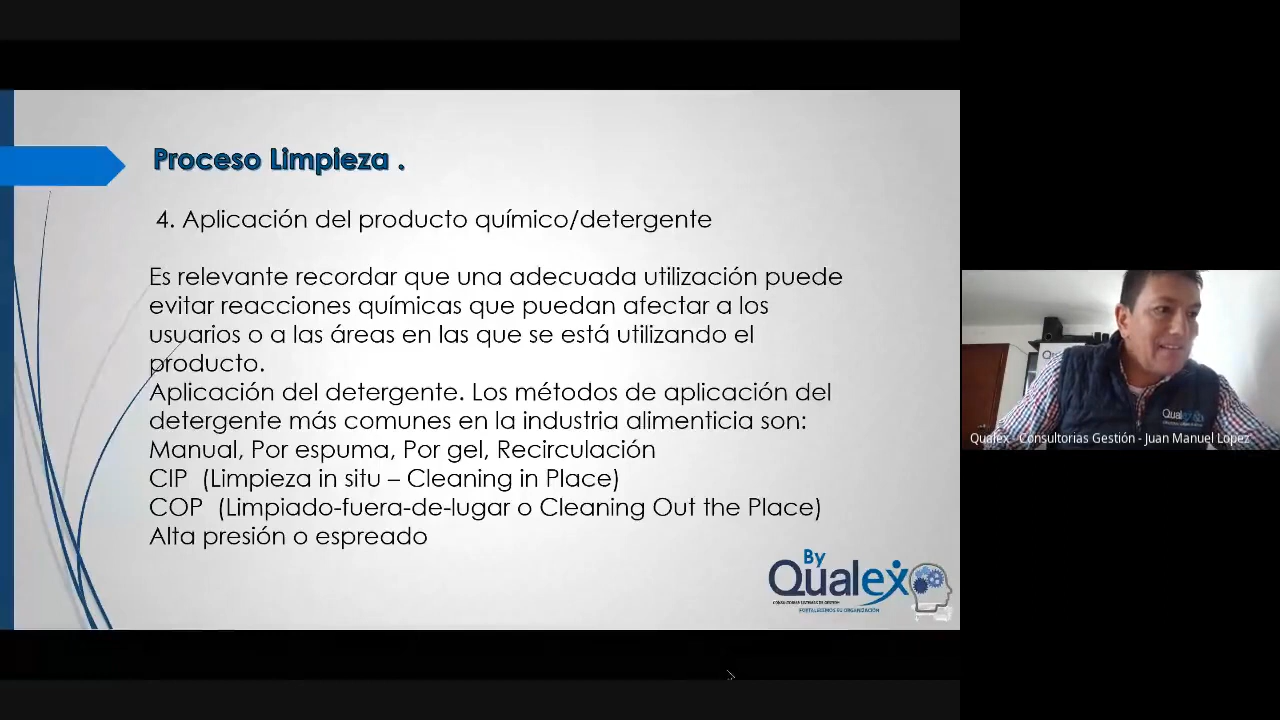 Proceso Limpieza .
4. Aplicación del producto químico/detergente
Es relevante recordar que una adecuada utilización puede
evitar reacciones químicas que puedan afectar a los
usuarios o a las áreas en las que se está utilizando el
producto.
Aplicación del detergente. Los métodos de aplicación del
detergente más comunes en la industria alimenticia son:
Manual, Por espuma, Por gel, Recirculación
CIP (Limpieza in situ – Cleaning in Place)
COP (Limpiado-fuera-de-lugar o Cleaning Out the Place)
Alta presión o espreado
By
Qualex
Qualex
Qualex - Consultorias Gestión - Juan Manuel Lopez